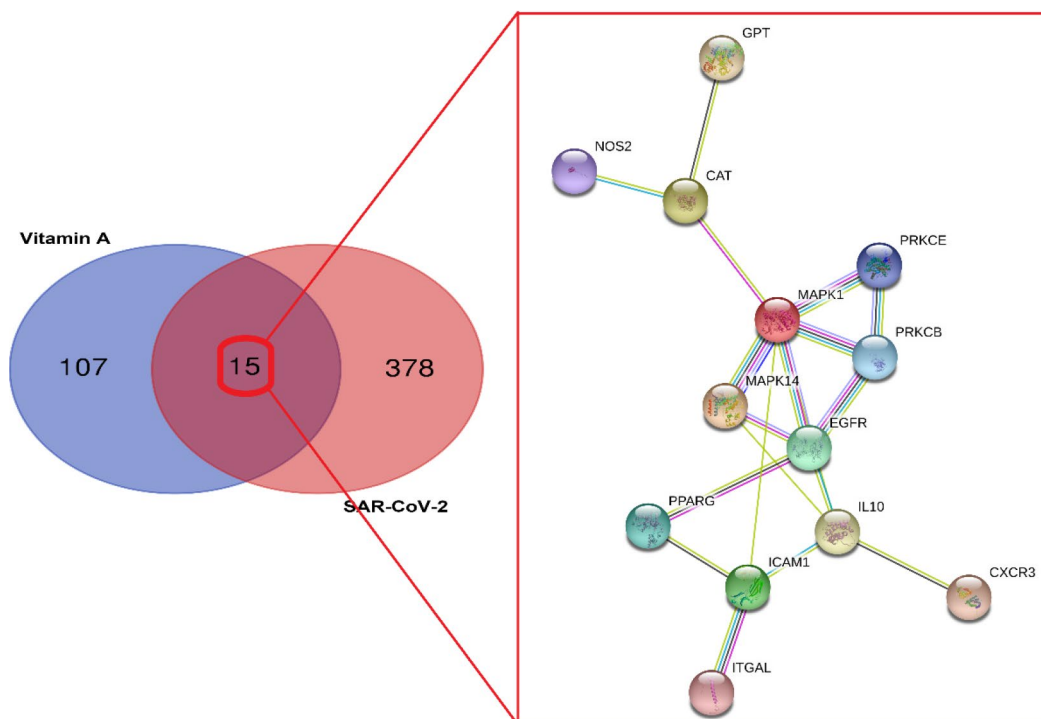 Vitamin A
107
15
378
SAR-CoV-2
GPT
NOS2
CAT
PRKCE
MAPK1
PRKCB
MAPK14
EGFR
PPARG
IL10
ICAM1
CXCR3
ITGAL